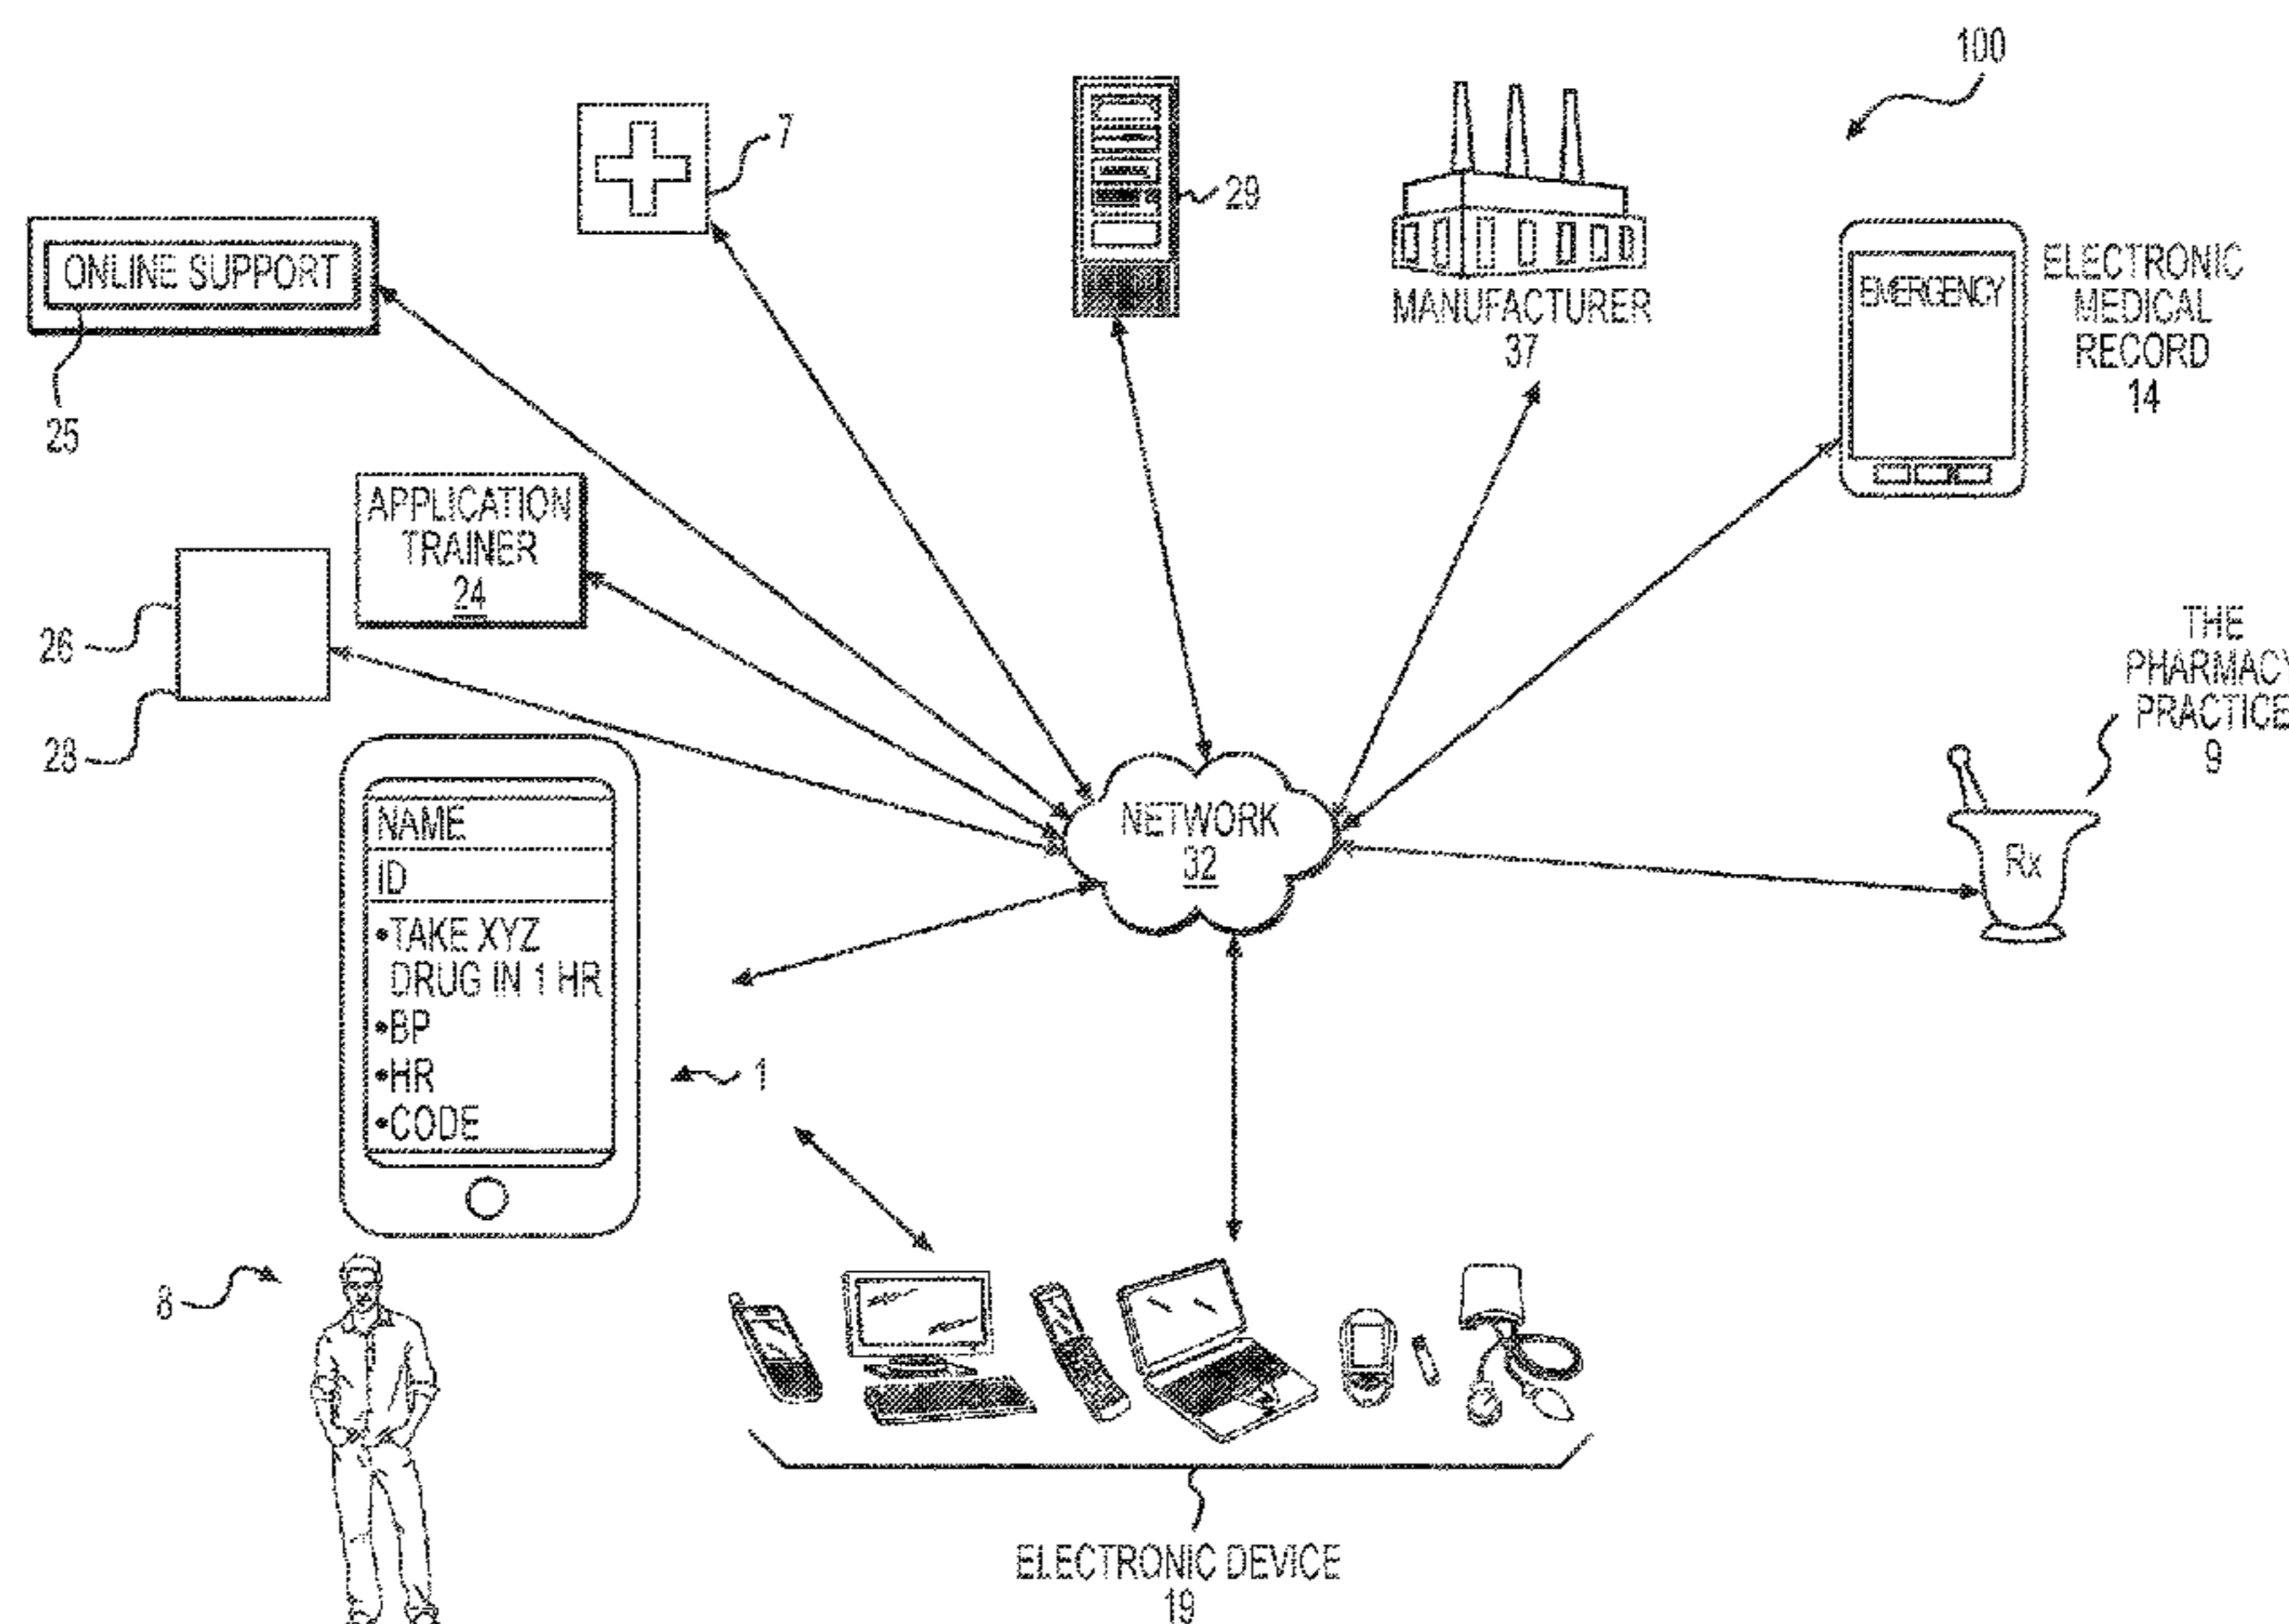 100
7
29
ONLINE SUPPORT
25
MANUFACTURER
37
EMERGENCY
ELECTRONIC
MEDICAL
RECORD
14
APPLICATION
TRAINER
24
26
28
THE
PHARMACY
PRACTICE
9
Rx
NETWORK
32
NAME
ID
•TAKE XYZ
DRUG IN 1 HR
•BP
•HR
•CODE
1
8
ELECTRONIC DEVICE
19